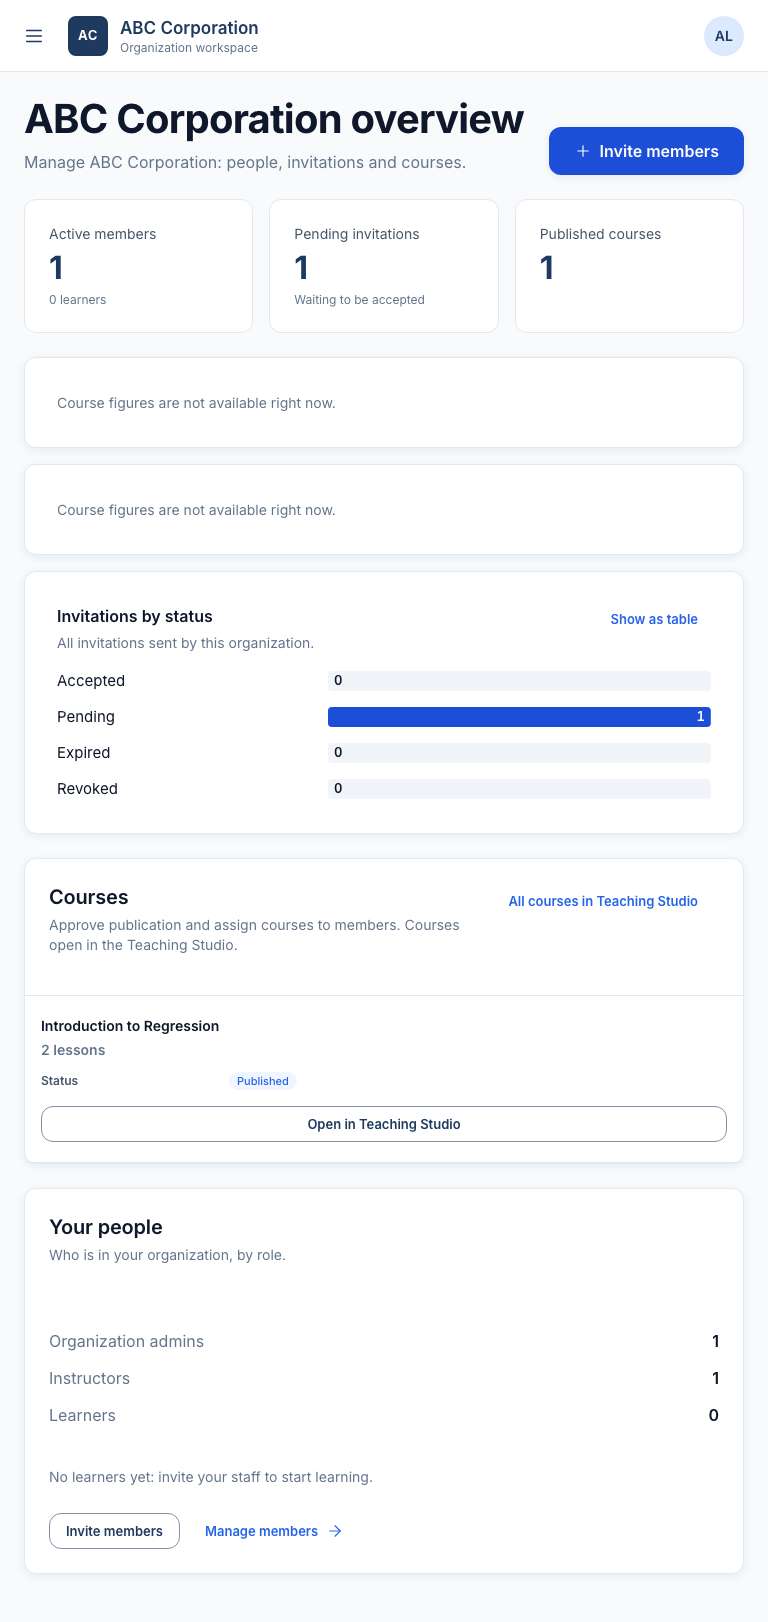 AC
ABC Corporation
Organization workspace
AL
ABC Corporation overview
Manage ABC Corporation: people, invitations and courses.
Invite members
Active members
1
0 learners
Pending invitations
1
Waiting to be accepted
Published courses
1
Course figures are not available right now.
Course figures are not available right now.
Invitations by status
Show as table
All invitations sent by this organization.
Accepted 0
Pending 1
Expired 0
Revoked 0
Courses
All courses in Teaching Studio
Approve publication and assign courses to members. Courses
open in the Teaching Studio.
Introduction to Regression
2 lessons
Status Published
Open in Teaching Studio
Your people
Who is in your organization, by role.
Organization admins 1
Instructors 1
Learners 0
No learners yet: invite your staff to start learning.
Invite members Manage members